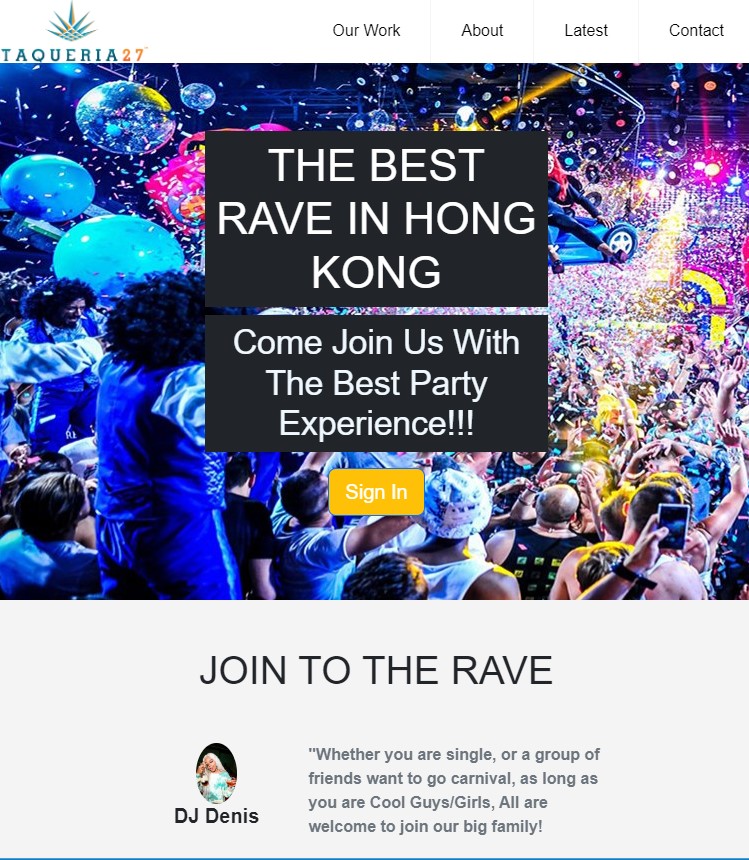 TAQUERIA27
Our Work
About
Latest
Contact
THE BEST
RAVE IN HONG
KONG
Come Join Us With
The Best Party
Experience!!!
Sign In
JOIN TO THE RAVE
DJ Denis
"Whether you are single, or a group of
friends want to go carnival, as long as
you are Cool Guys/Girls, All are
welcome to join our big family!